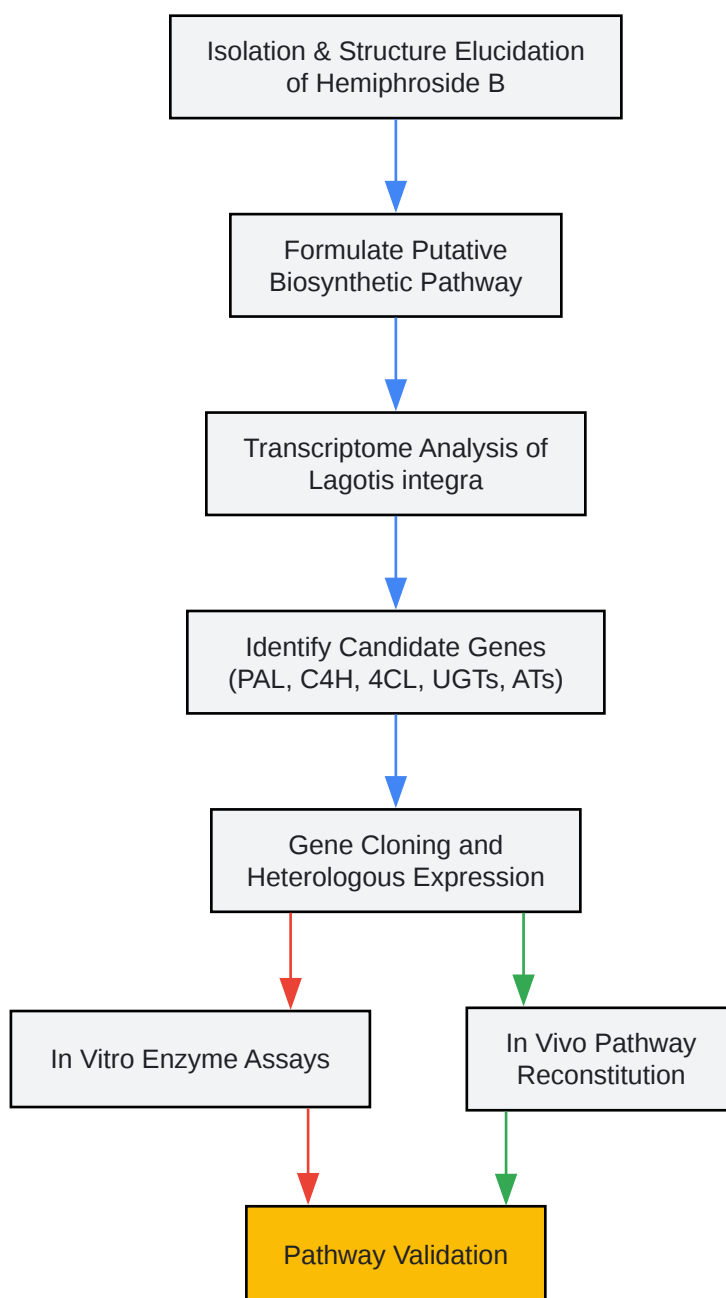 Isolation & Structure Elucidation
of Hemiphroside B
Formulate Putative
Biosynthetic Pathway
Transcriptome Analysis of
Lagotis integra
Identify Candidate Genes
(PAL, C4H, 4CL, UGTs, ATs)
Gene Cloning and
Heterologous Expression
In Vitro Enzyme Assays
In Vivo Pathway
Reconstitution
Pathway Validation